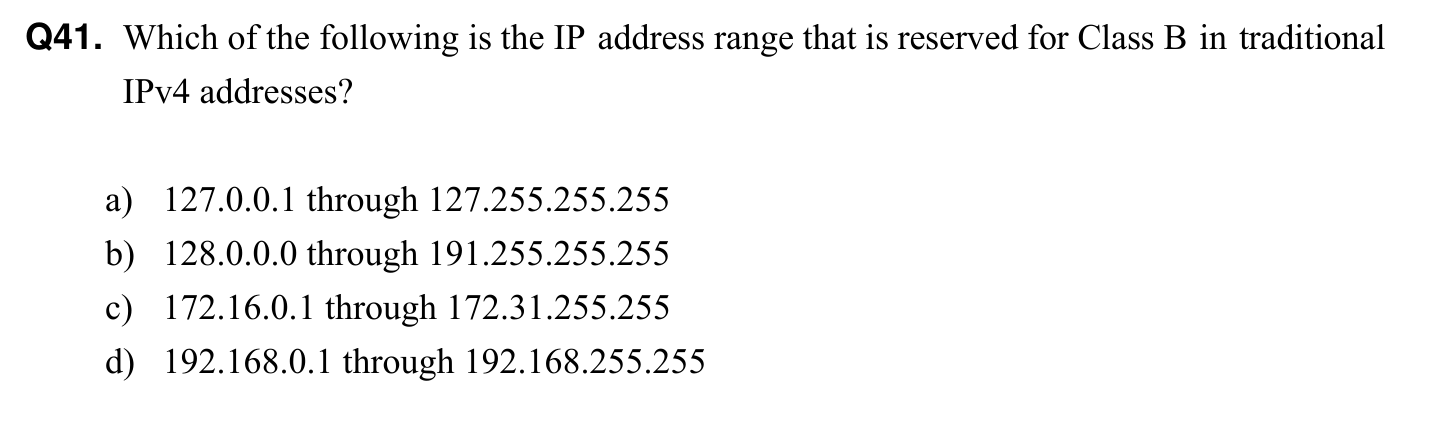 Q41. Which of the following is the IP address range that is reserved for Class B in traditional
IPv4 addresses?
a) 127.0.0.1 through 127.255.255.255
b) 128.0.0.0 through 191.255.255.255
c) 172.16.0.1 through 172.31.255.255
d) 192.168.0.1 through 192.168.255.255